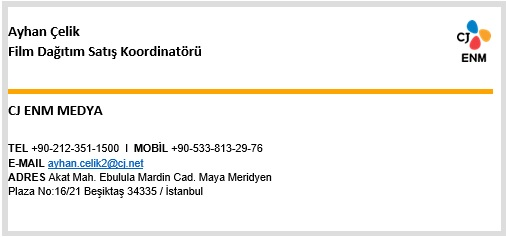 Ayhan Çelik
Film Dağıtım Satış Koordinatörü
CJ
ENM
CJ ENM MEDYA
TEL +90-212-351-1500 I MOBİL +90-533-813-29-76
E-MAIL ayhan.celik2@cj.net
ADRES Akat Mah. Ebulula Mardin Cad. Maya Meridyen
Plaza No:16/21 Beşiktaş 34335 / İstanbul